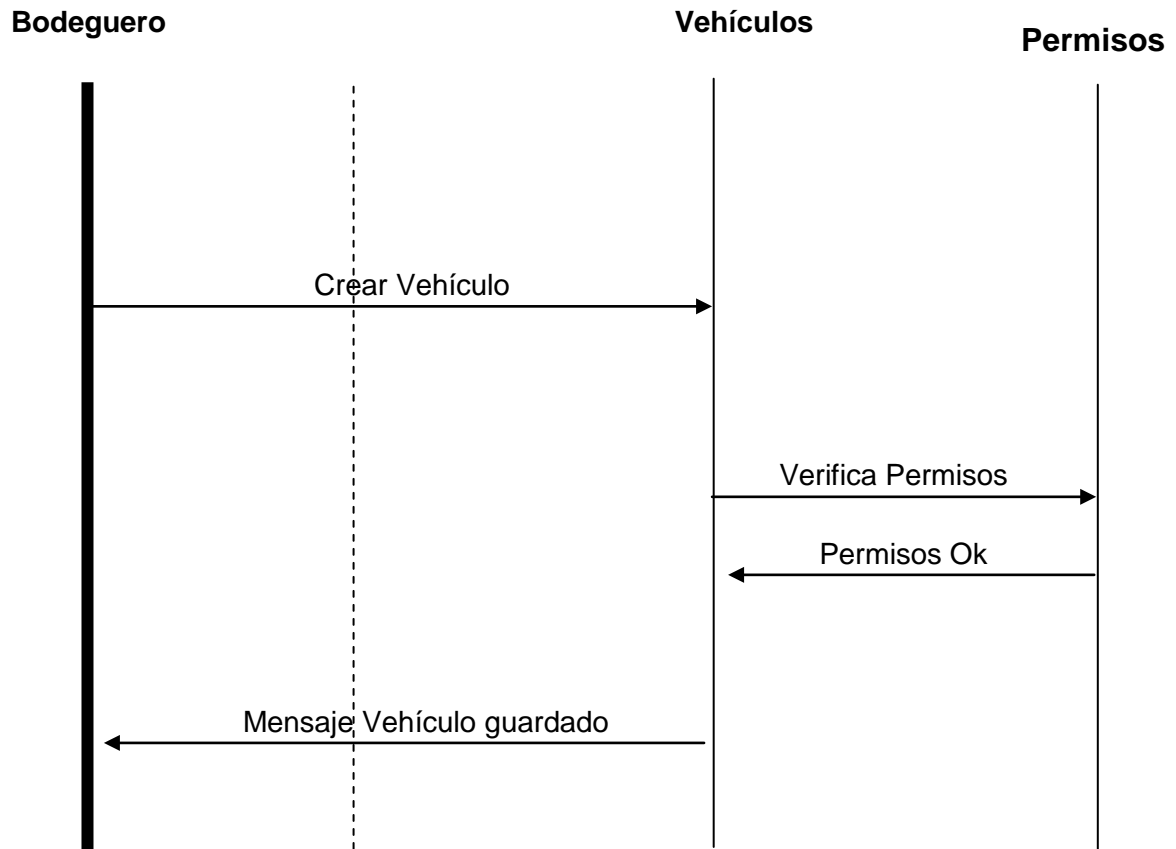 Bodeguero
Vehículos
Permisos
Crear Vehículo
Verifica Permisos
Permisos Ok
Mensaje Vehículo guardado